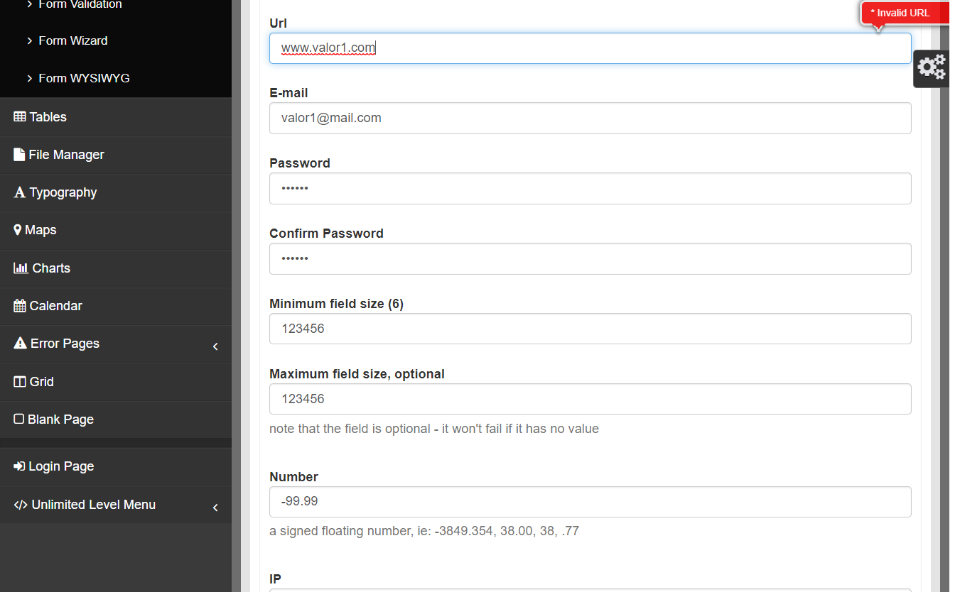 Form Validation
Form Wizard
Form WYSIWYG
Tables
File Manager
Typography
Maps
Charts
Calendar
Error Pages
Grid
Blank Page
Login Page
Unlimited Level Menu
* Invalid URL
Url
www.valor1.com
E-mail
valor1@mail.com
Password
••••••
Confirm Password
••••••
Minimum field size (6)
123456
Maximum field size, optional
123456
note that the field is optional - it won't fail if it has no value
Number
-99.99
a signed floating number, ie: -3849.354, 38.00, 38, .77
IP